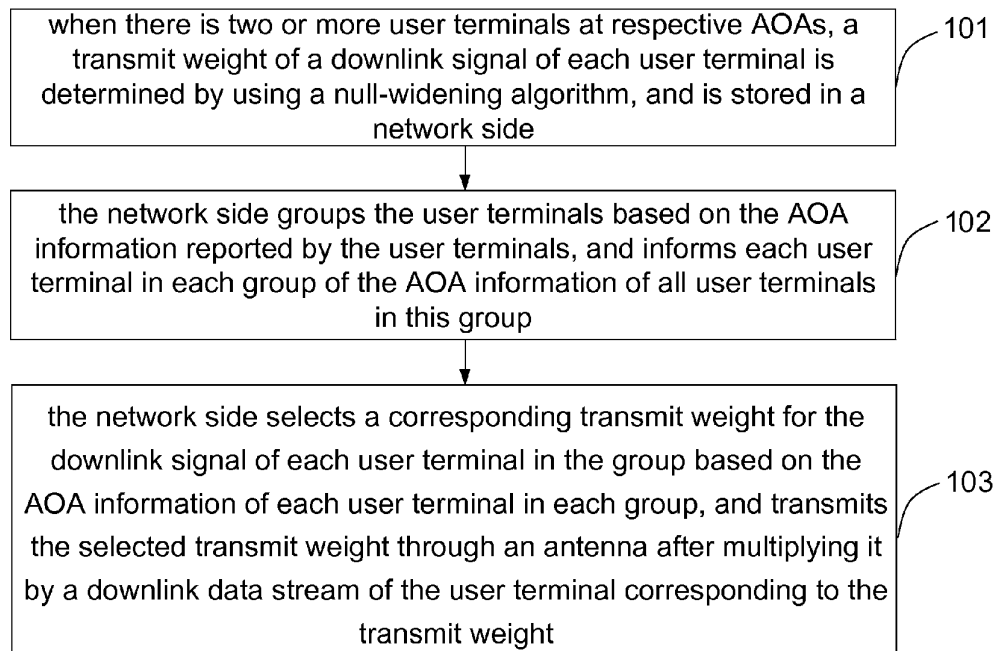 when there is two or more user terminals at respective AOAs, a
transmit weight of a downlink signal of each user terminal is
determined by using a null-widening algorithm, and is stored in a
network side
101
the network side groups the user terminals based on the AOA
information reported by the user terminals, and informs each user
terminal in each group of the AOA information of all user terminals
in this group
102
the network side selects a corresponding transmit weight for the
downlink signal of each user terminal in the group based on the
AOA information of each user terminal in each group, and transmits
the selected transmit weight through an antenna after multiplying it
by a downlink data stream of the user terminal corresponding to the
transmit weight
103